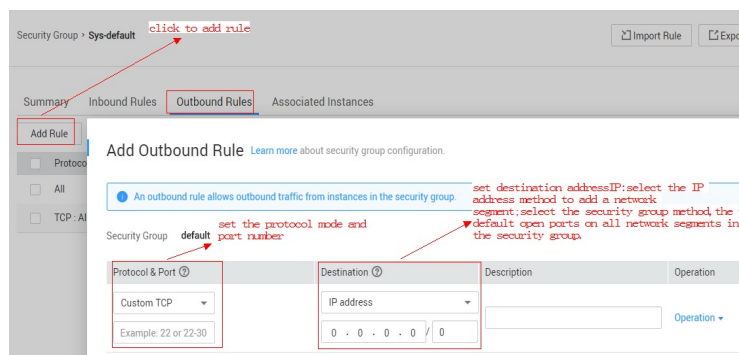 click to add rule
Security Group › Sys-default
Import Rule
Expo
Summary Inbound Rules Outbound Rules Associated Instances
Add Rule
Add Outbound Rule Learn more about security group configuration.
Protoco
All
An outbound rule allows outbound traffic from instances in the security group.
TCP : Al
set destination addressIP:select the IP
address method to add a network
segment;select the security group method,the
default open parts on all network segments in
the security group.
set the protocol mode and
port number
Security Group default
Protocol & Port Destination Description Operation
Custom TCP IP address
Operation
Example: 22 or 22-30 0 . 0 . 0 . 0 / 0